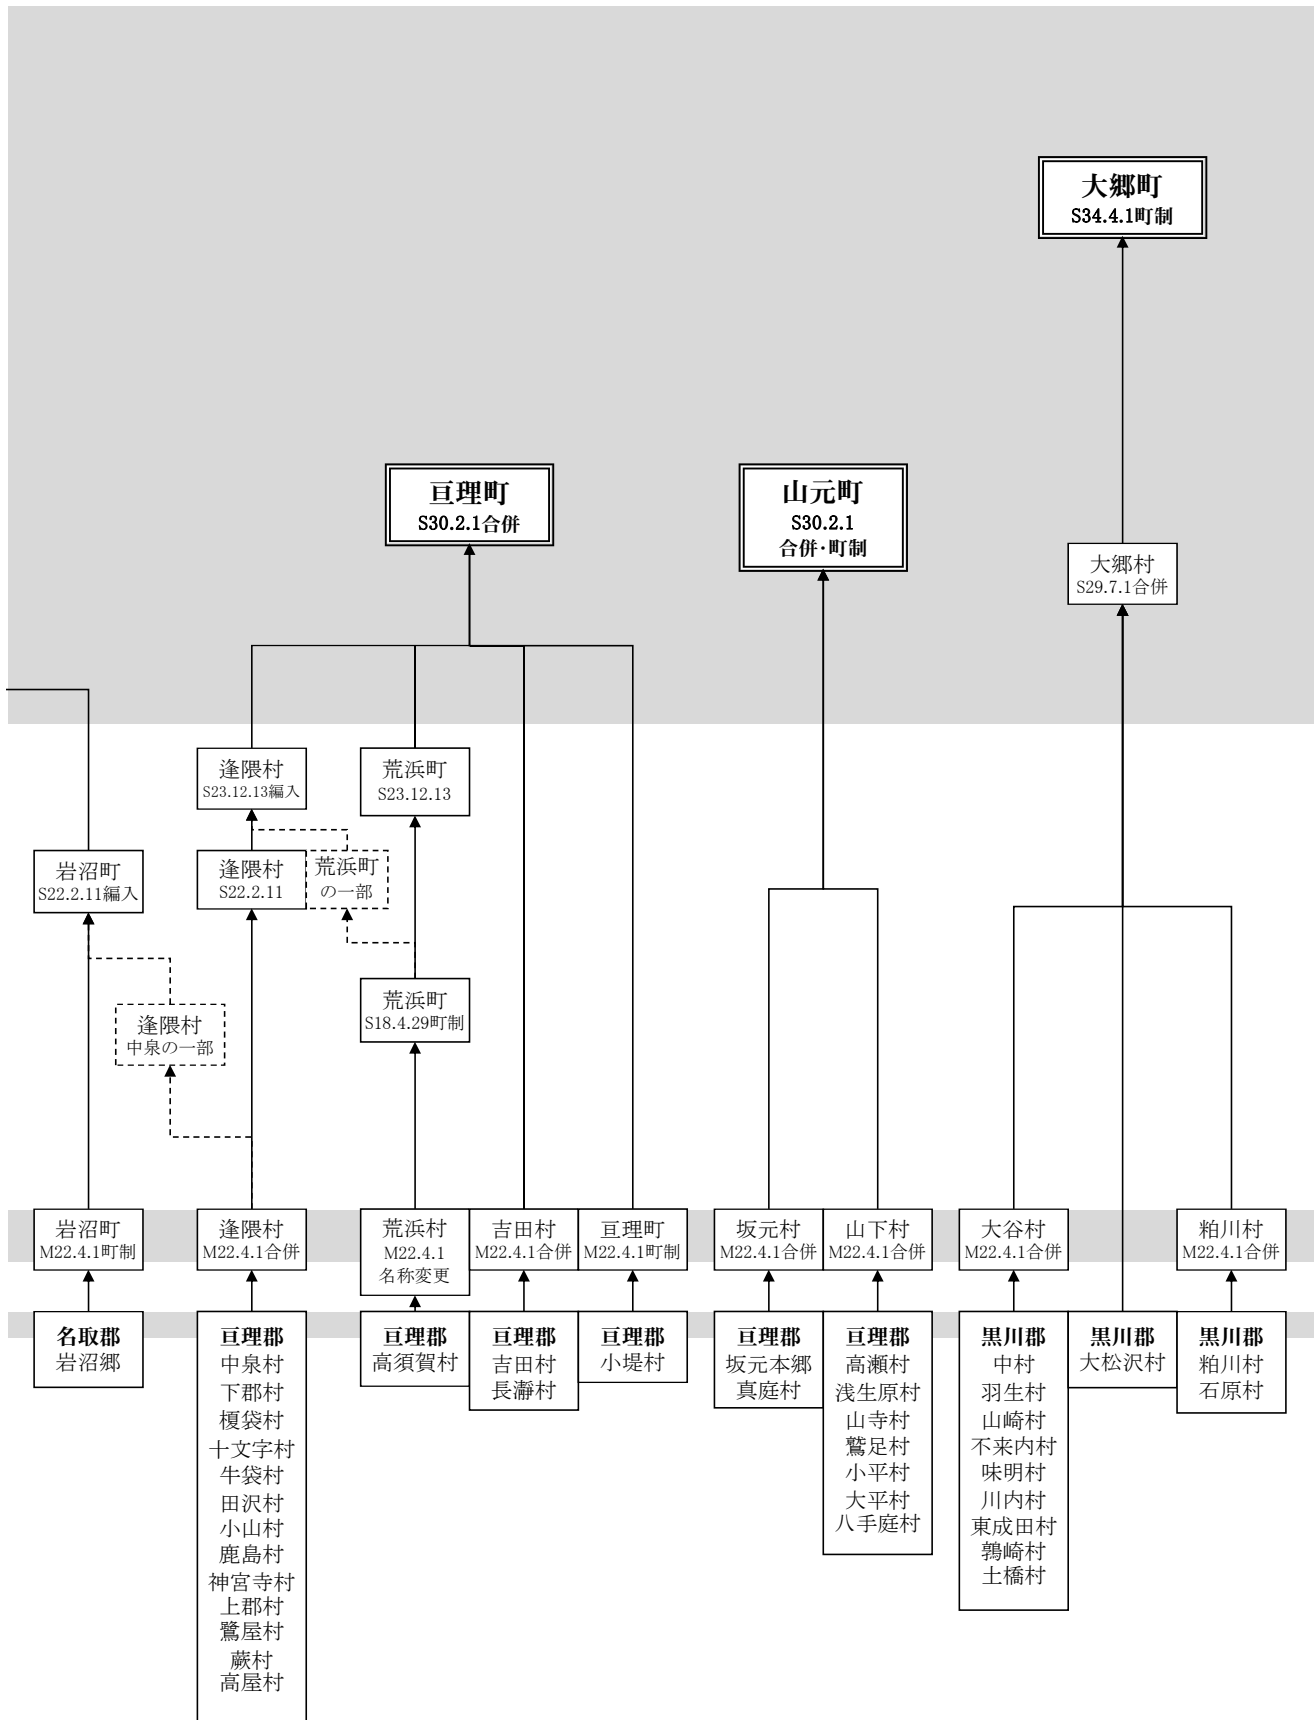 大郷町
S34.4.1町制
亘理町
S30.2.1合併
山元町
S30.2.1
合併・町制
大郷村
S29.7.1合併
逢隈村
S23.12.13編入
荒浜町
S23.12.13
岩沼町
S22.2.11編入
逢隈村
S22.2.11
荒浜町
の一部
逢隈村
中泉の一部
荒浜町
S18.4.29町制
岩沼町
M22.4.1町制
逢隈村
M22.4.1合併
荒浜村
M22.4.1
名称変更
吉田村
M22.4.1合併
亘理町
M22.4.1町制
坂元村
M22.4.1合併
山下村
M22.4.1合併
大谷村
M22.4.1合併
粕川村
M22.4.1合併
名取郡
岩沼郷
亘理郡
中泉村
下郡村
榎袋村
十文字村
牛袋村
田沢村
小山村
鹿島村
神宮寺村
上郡村
鷺屋村
蕨村
高屋村
亘理郡
高須賀村
亘理郡
吉田村
長瀞村
亘理郡
小堤村
亘理郡
坂元本郷
真庭村
亘理郡
高瀬村
浅生原村
山寺村
鷲足村
小平村
大平村
八手庭村
黒川郡
中村
羽生村
山崎村
不来内村
味明村
川内村
東成田村
鶉崎村
土橋村
黒川郡
大松沢村
黒川郡
粕川村
石原村